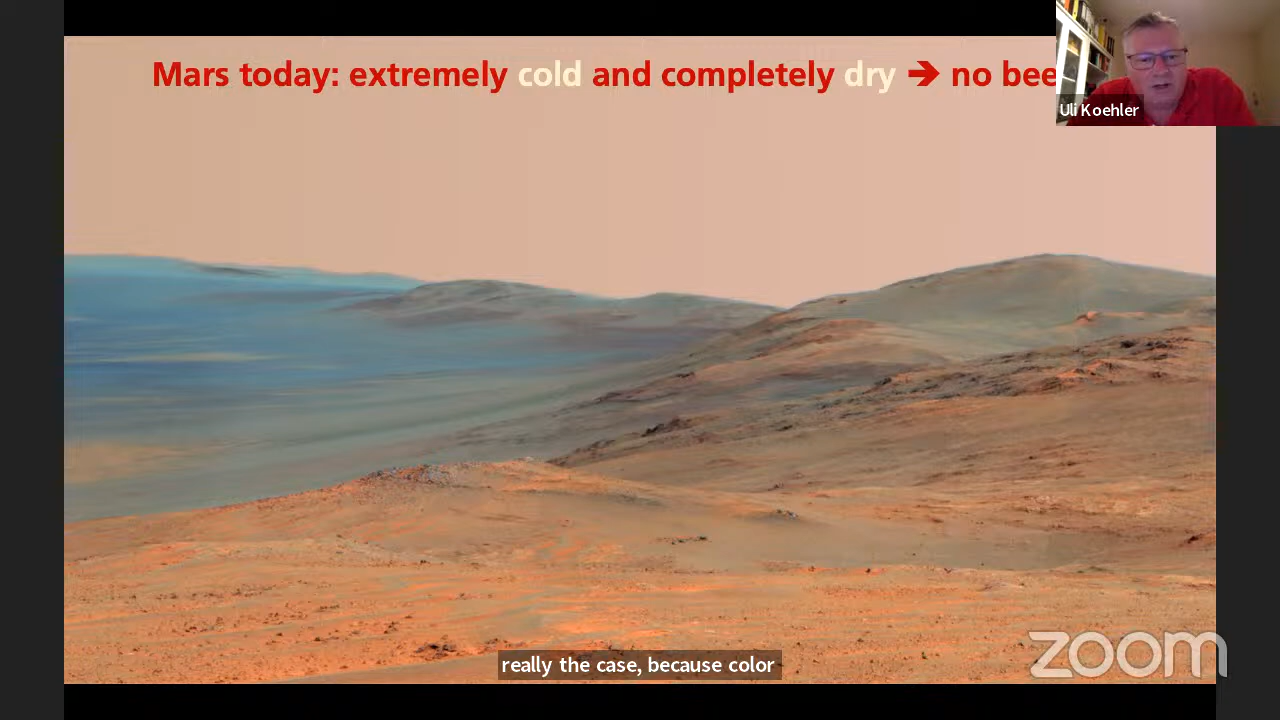 Mars today: extremely cold and completely dry ➔ no bee
Uli Koehler
really the case, because color
zoom